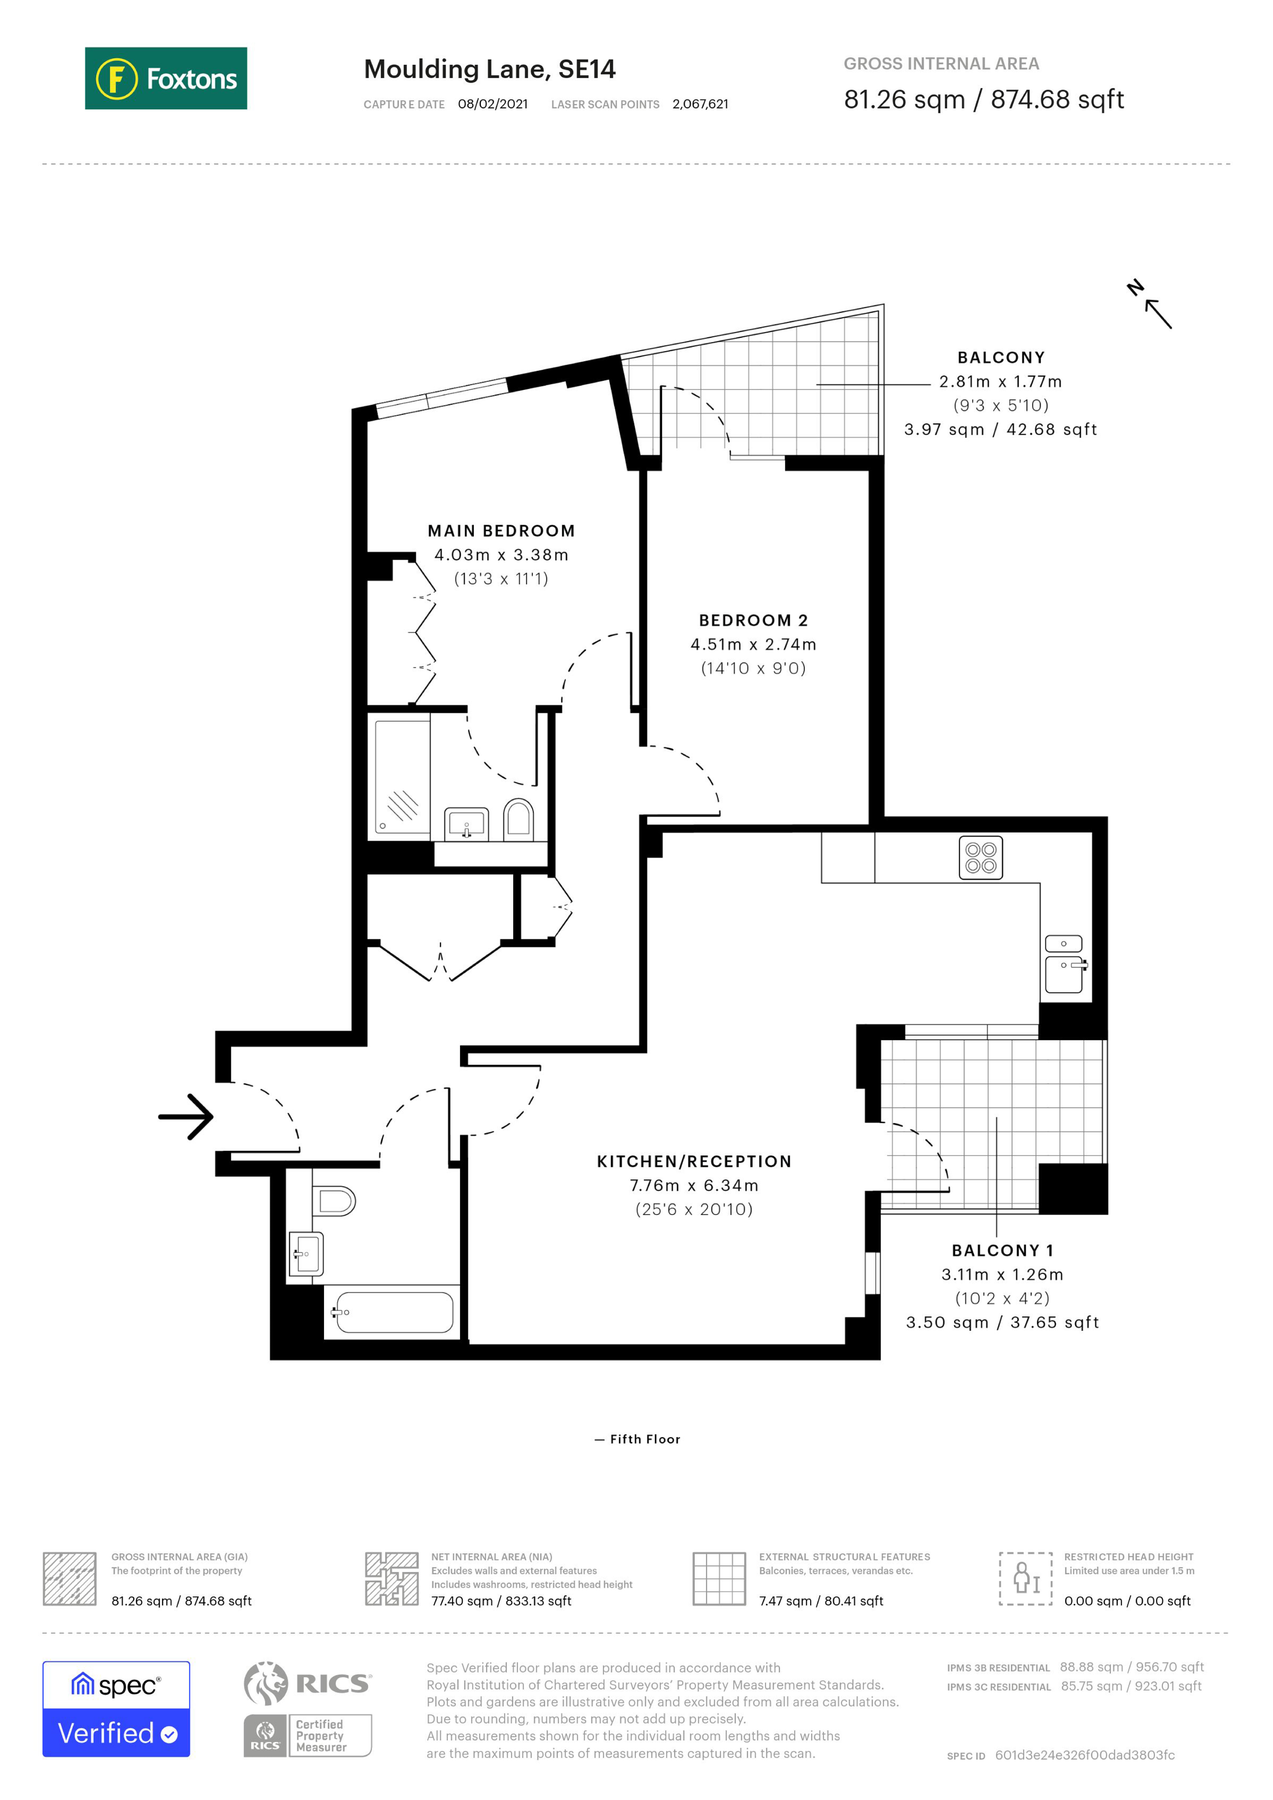 Foxtons
Moulding Lane, SE14
CAPTURE DATE 08/02/2021 LASER SCAN POINTS 2,067,621
GROSS INTERNAL AREA
81.26 sqm / 874.68 sqft
N
BALCONY
2.81m x 1.77m
(9'3 x 5'10)
3.97 sqm / 42.68 sqft
MAIN BEDROOM
4.03m x 3.38m
(13'3 x 11'1)
BEDROOM 2
4.51m x 2.74m
(14'10 x 9'0)
KITCHEN/RECEPTION
7.76m x 6.34m
(25'6 x 20'10)
BALCONY 1
3.11m x 1.26m
(10'2 x 4'2)
3.50 sqm / 37.65 sqft
— Fifth Floor
GROSS INTERNAL AREA (GIA)
The footprint of the property
81.26 sqm / 874.68 sqft
NET INTERNAL AREA (NIA)
Excludes walls and external features
Includes washrooms, restricted head height
77.40 sqm / 833.13 sqft
EXTERNAL STRUCTURAL FEATURES
Balconies, terraces, verandas etc.
7.47 sqm / 80.41 sqft
RESTRICTED HEAD HEIGHT
Limited use area under 1.5 m
0.00 sqm / 0.00 sqft
spec®
Verified
RICS®
RICS
Certified
Property
Measurer
Spec Verified floor plans are produced in accordance with
Royal Institution of Chartered Surveyors' Property Measurement Standards.
Plots and gardens are illustrative only and excluded from all area calculations.
Due to rounding, numbers may not add up precisely.
All measurements shown for the individual room lengths and widths
are the maximum points of measurements captured in the scan.
IPMS 3B RESIDENTIAL 88.88 sqm / 956.70 sqft
IPMS 3C RESIDENTIAL 85.75 sqm / 923.01 sqft
SPEC ID 601d3e24e326f00dad3803fc